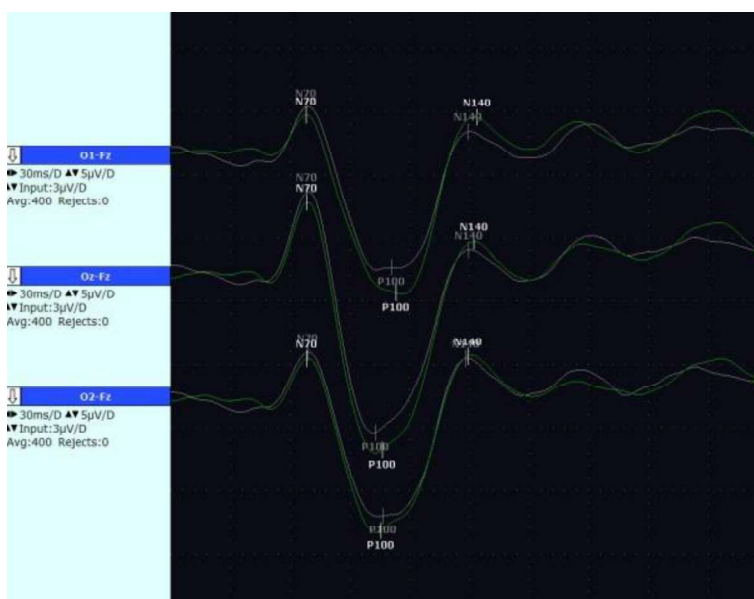 N70
N70
N140
N140
O1-Fz
30ms/D ▲▼ 5µV/D
▲▼Input:3µV/D
Avg:400 Rejects:0
N70
N70
N140
N140
P100
P100
Oz-Fz
30ms/D ▲▼ 5µV/D
▲▼Input:3µV/D
Avg:400 Rejects:0
N70
N70
N140
O2-Fz
30ms/D ▲▼ 5µV/D
▲▼Input:3µV/D
Avg:400 Rejects:0
P100
P100
P100
P100